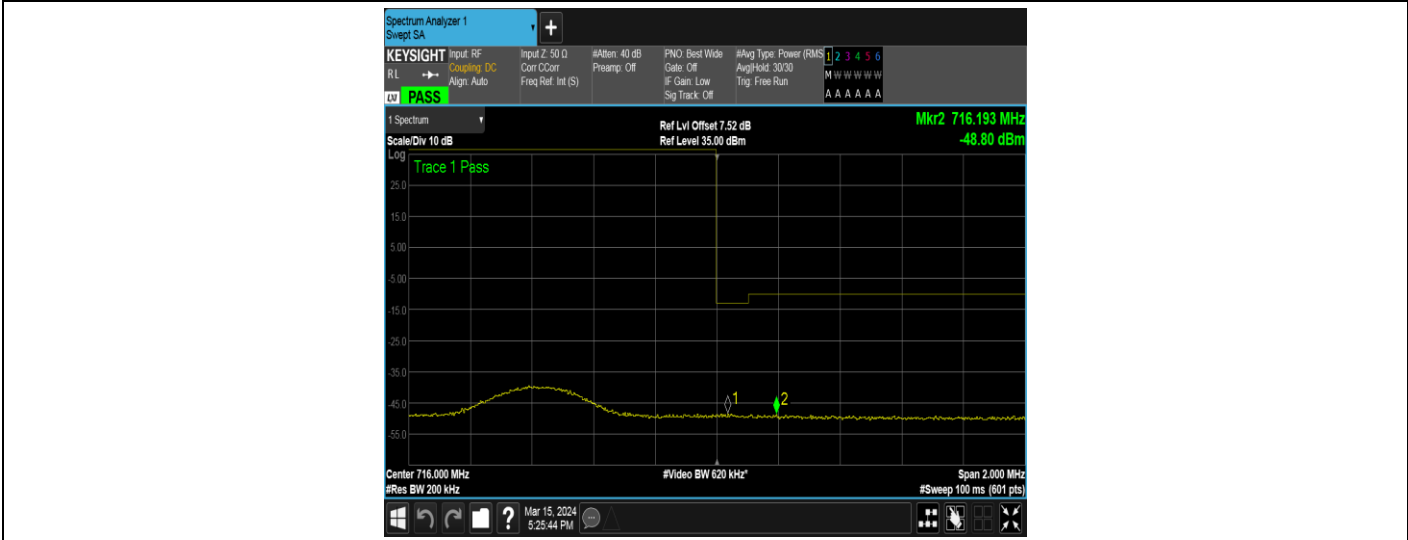 Spectrum Analyzer 1
Swept SA
+
KEYSIGHT Input: RF Input Z: 50 Ω #Atten: 40 dB PNO: Best Wide #Avg Type: Power (RMS 1 2 3 4 5 6
Coupling: DC Corr CCorr Preamp: Off Gate: Off Avg|Hold: 30/30 M W W W W W
RL Align: Auto Freq Ref: Int (S) IF Gain: Low Trig: Free Run
Sig Track: Off A A A A A A
LXI PASS
1 Spectrum
Ref Lvl Offset 7.52 dB Mkr2 716.193 MHz
Scale/Div 10 dB Ref Level 35.00 dBm -48.80 dBm
Log
Trace 1 Pass
25.0
15.0
5.00
-5.00
-15.0
-25.0
-35.0
1 2
-45.0
-55.0
Center 716.000 MHz #Video BW 620 kHz* Span 2.000 MHz
#Res BW 200 kHz #Sweep 100 ms (601 pts)
? Mar 15, 2024
5:25:44 PM